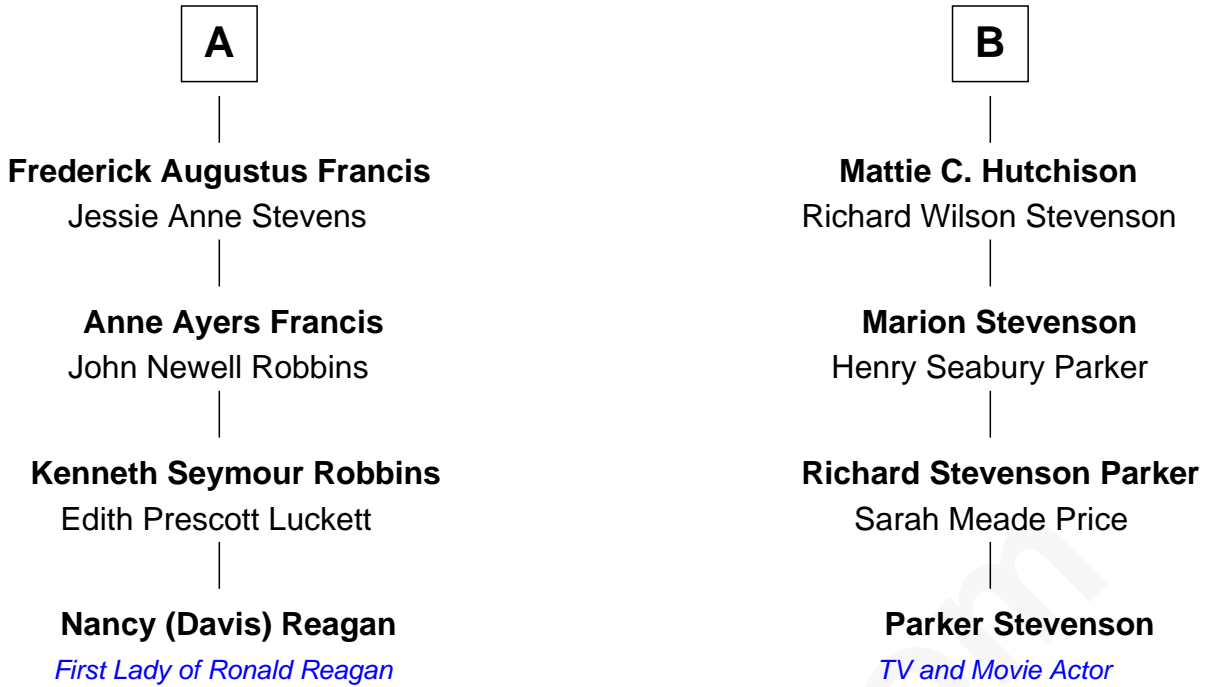 A
Frederick Augustus Francis
Jessie Anne Stevens
Anne Ayers Francis
John Newell Robbins
Kenneth Seymour Robbins
Edith Prescott Luckett
Nancy (Davis) Reagan
First Lady of Ronald Reagan
B
Mattie C. Hutchison
Richard Wilson Stevenson
Marion Stevenson
Henry Seabury Parker
Richard Stevenson Parker
Sarah Meade Price
Parker Stevenson
TV and Movie Actor